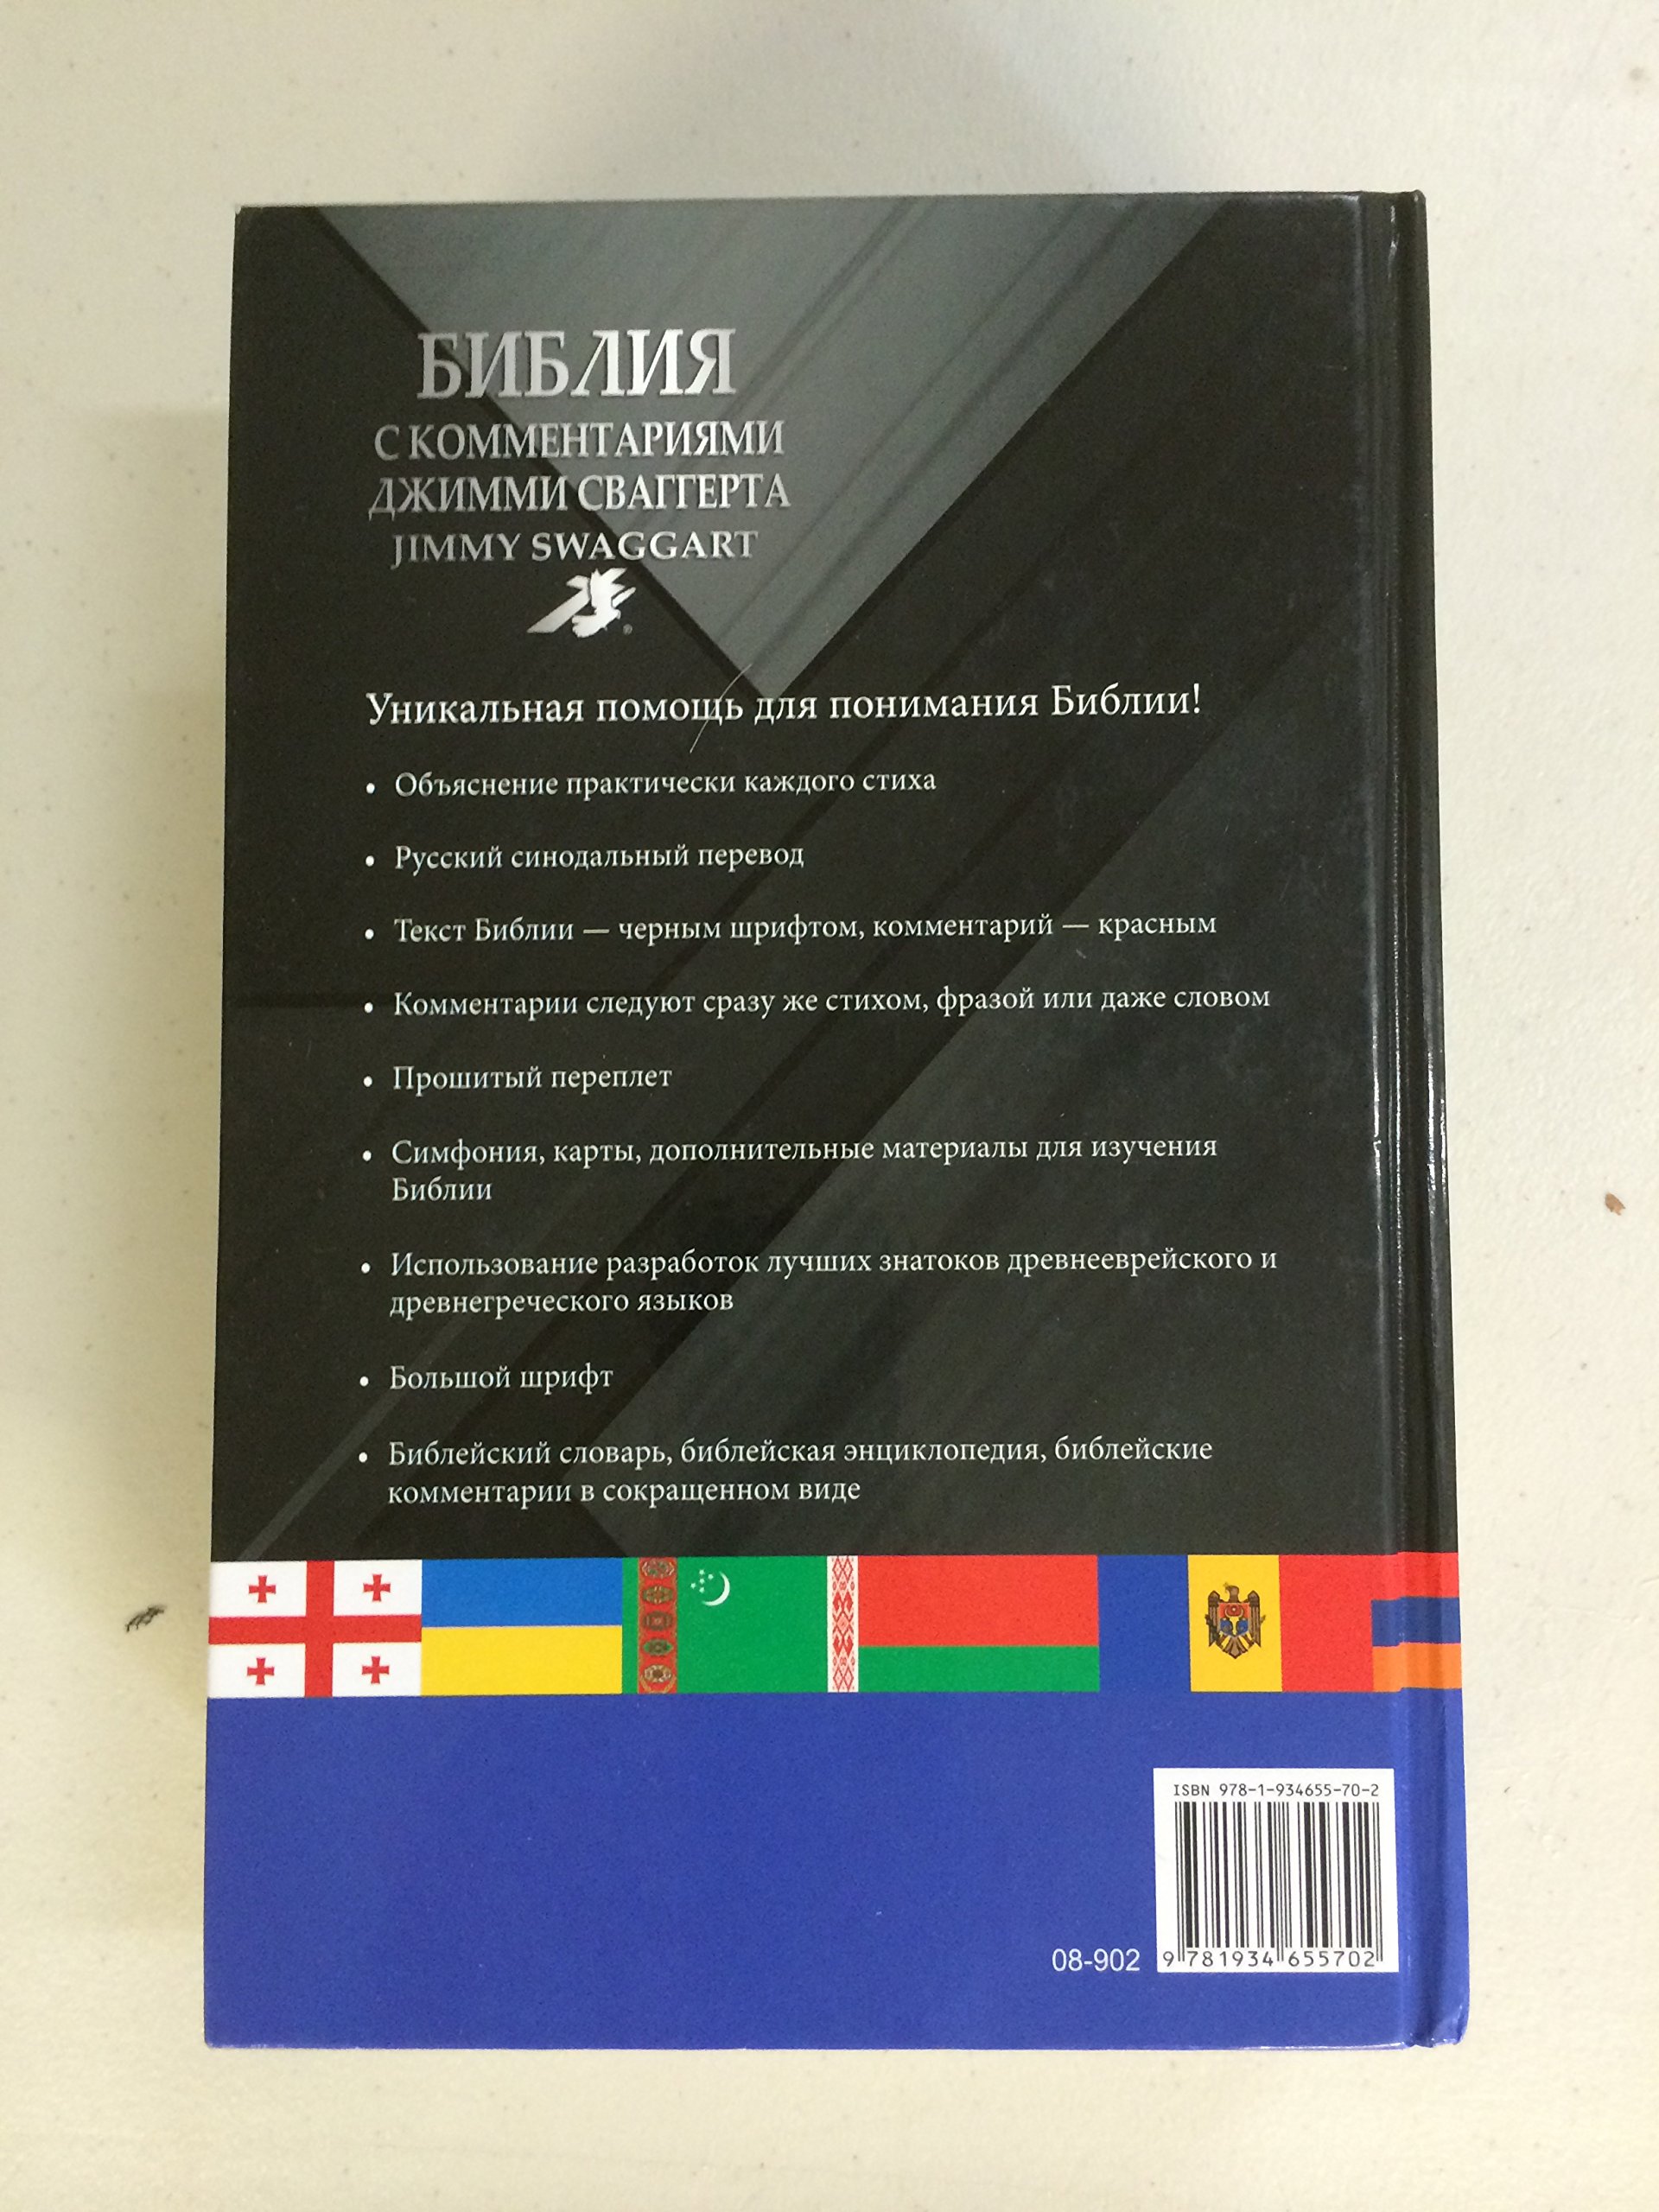 БИБЛИЯ
С КОММЕНТАРИЯМИ
ДЖИММИ СВАГГЕРТА
JIMMY SWAGGART
®
Уникальная помощь для понимания Библии!
• Объяснение практически каждого стиха
• Русский синодальный перевод
• Текст Библии — черным шрифтом, комментарий — красным
• Комментарии следуют сразу же стихом, фразой или даже словом
• Прошитый переплет
• Симфония, карты, дополнительные материалы для изучения
Библии
• Использование разработок лучших знатоков древнееврейского и
древнегреческого языков
• Большой шрифт
• Библейский словарь, библейская энциклопедия, библейские
комментарии в сокращенном виде
ISBN 978-1-934655-70-2
08-902
9 781934 655702